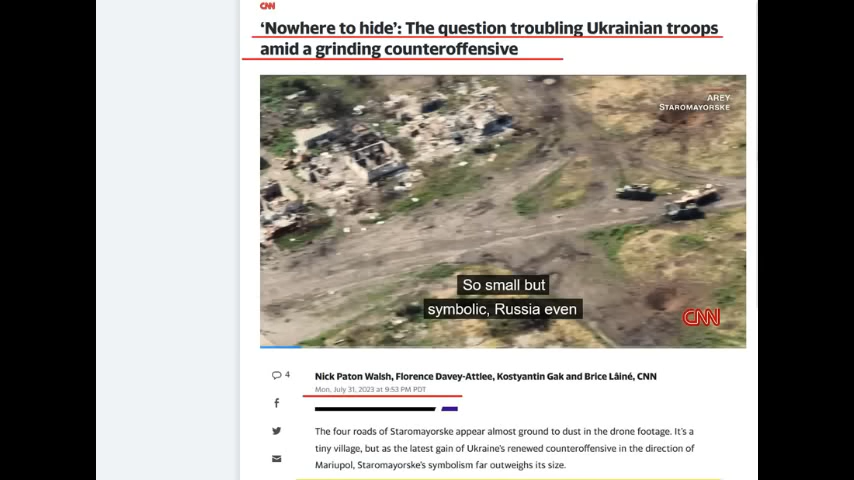 CNN
‘Nowhere to hide’: The question troubling Ukrainian troops
amid a grinding counteroffensive
AREY
STAROMAYORSKE
So small but
symbolic, Russia even
CNN
4
Nick Paton Walsh, Florence Davey-Attlee, Kostyantin Gak and Brice Lâiné, CNN
Mon, July 31, 2023 at 9:53 PM PDT
The four roads of Staromayorske appear almost ground to dust in the drone footage. It's a
tiny village, but as the latest gain of Ukraine's renewed counteroffensive in the direction of
Mariupol, Staromayorske's symbolism far outweighs its size.